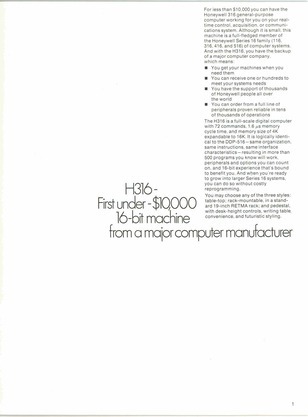 For less than $10,000 you can have the
Honeywell 316 general-purpose
computer working for you on your real-
time control, acquisition, or communi-
cations system. Although it is small, this
machine is a full-fledged member of
the Honeywell Series 16 family (116,
316, 416, and 516) of computer systems.
And with the H316, you have the backup
of a major computer company,
which means:
● You get your machines when you
need them
● You can receive one or hundreds to
meet your systems needs
● You have the support of thousands
of Honeywell people all over
the world
● You can order from a full line of
peripherals proven reliable in tens
of thousands of operations
The H316 is a full-scale digital computer
with 72 commands, 1.6 μs memory
cycle time, and memory size of 4K
expandable to 16K. It is logically identi-
cal to the DDP-516 – same organization,
same instructions, same interface
characteristics – resulting in more than
500 programs you know will work,
peripherals and options you can count
on, and 16-bit experience that's bound
to benefit you. And when you're ready
to grow into larger Series 16 systems,
you can do so without costly
reprogramming.
You may choose any of the three styles:
table-top; rack-mountable, in a stand-
ard 19-inch RETMA rack; and pedestal,
with desk-height controls, writing table
convenience, and futuristic styling.
H316 -
First under - $10,000
16-bit machine
from a major computer manufacturer
1